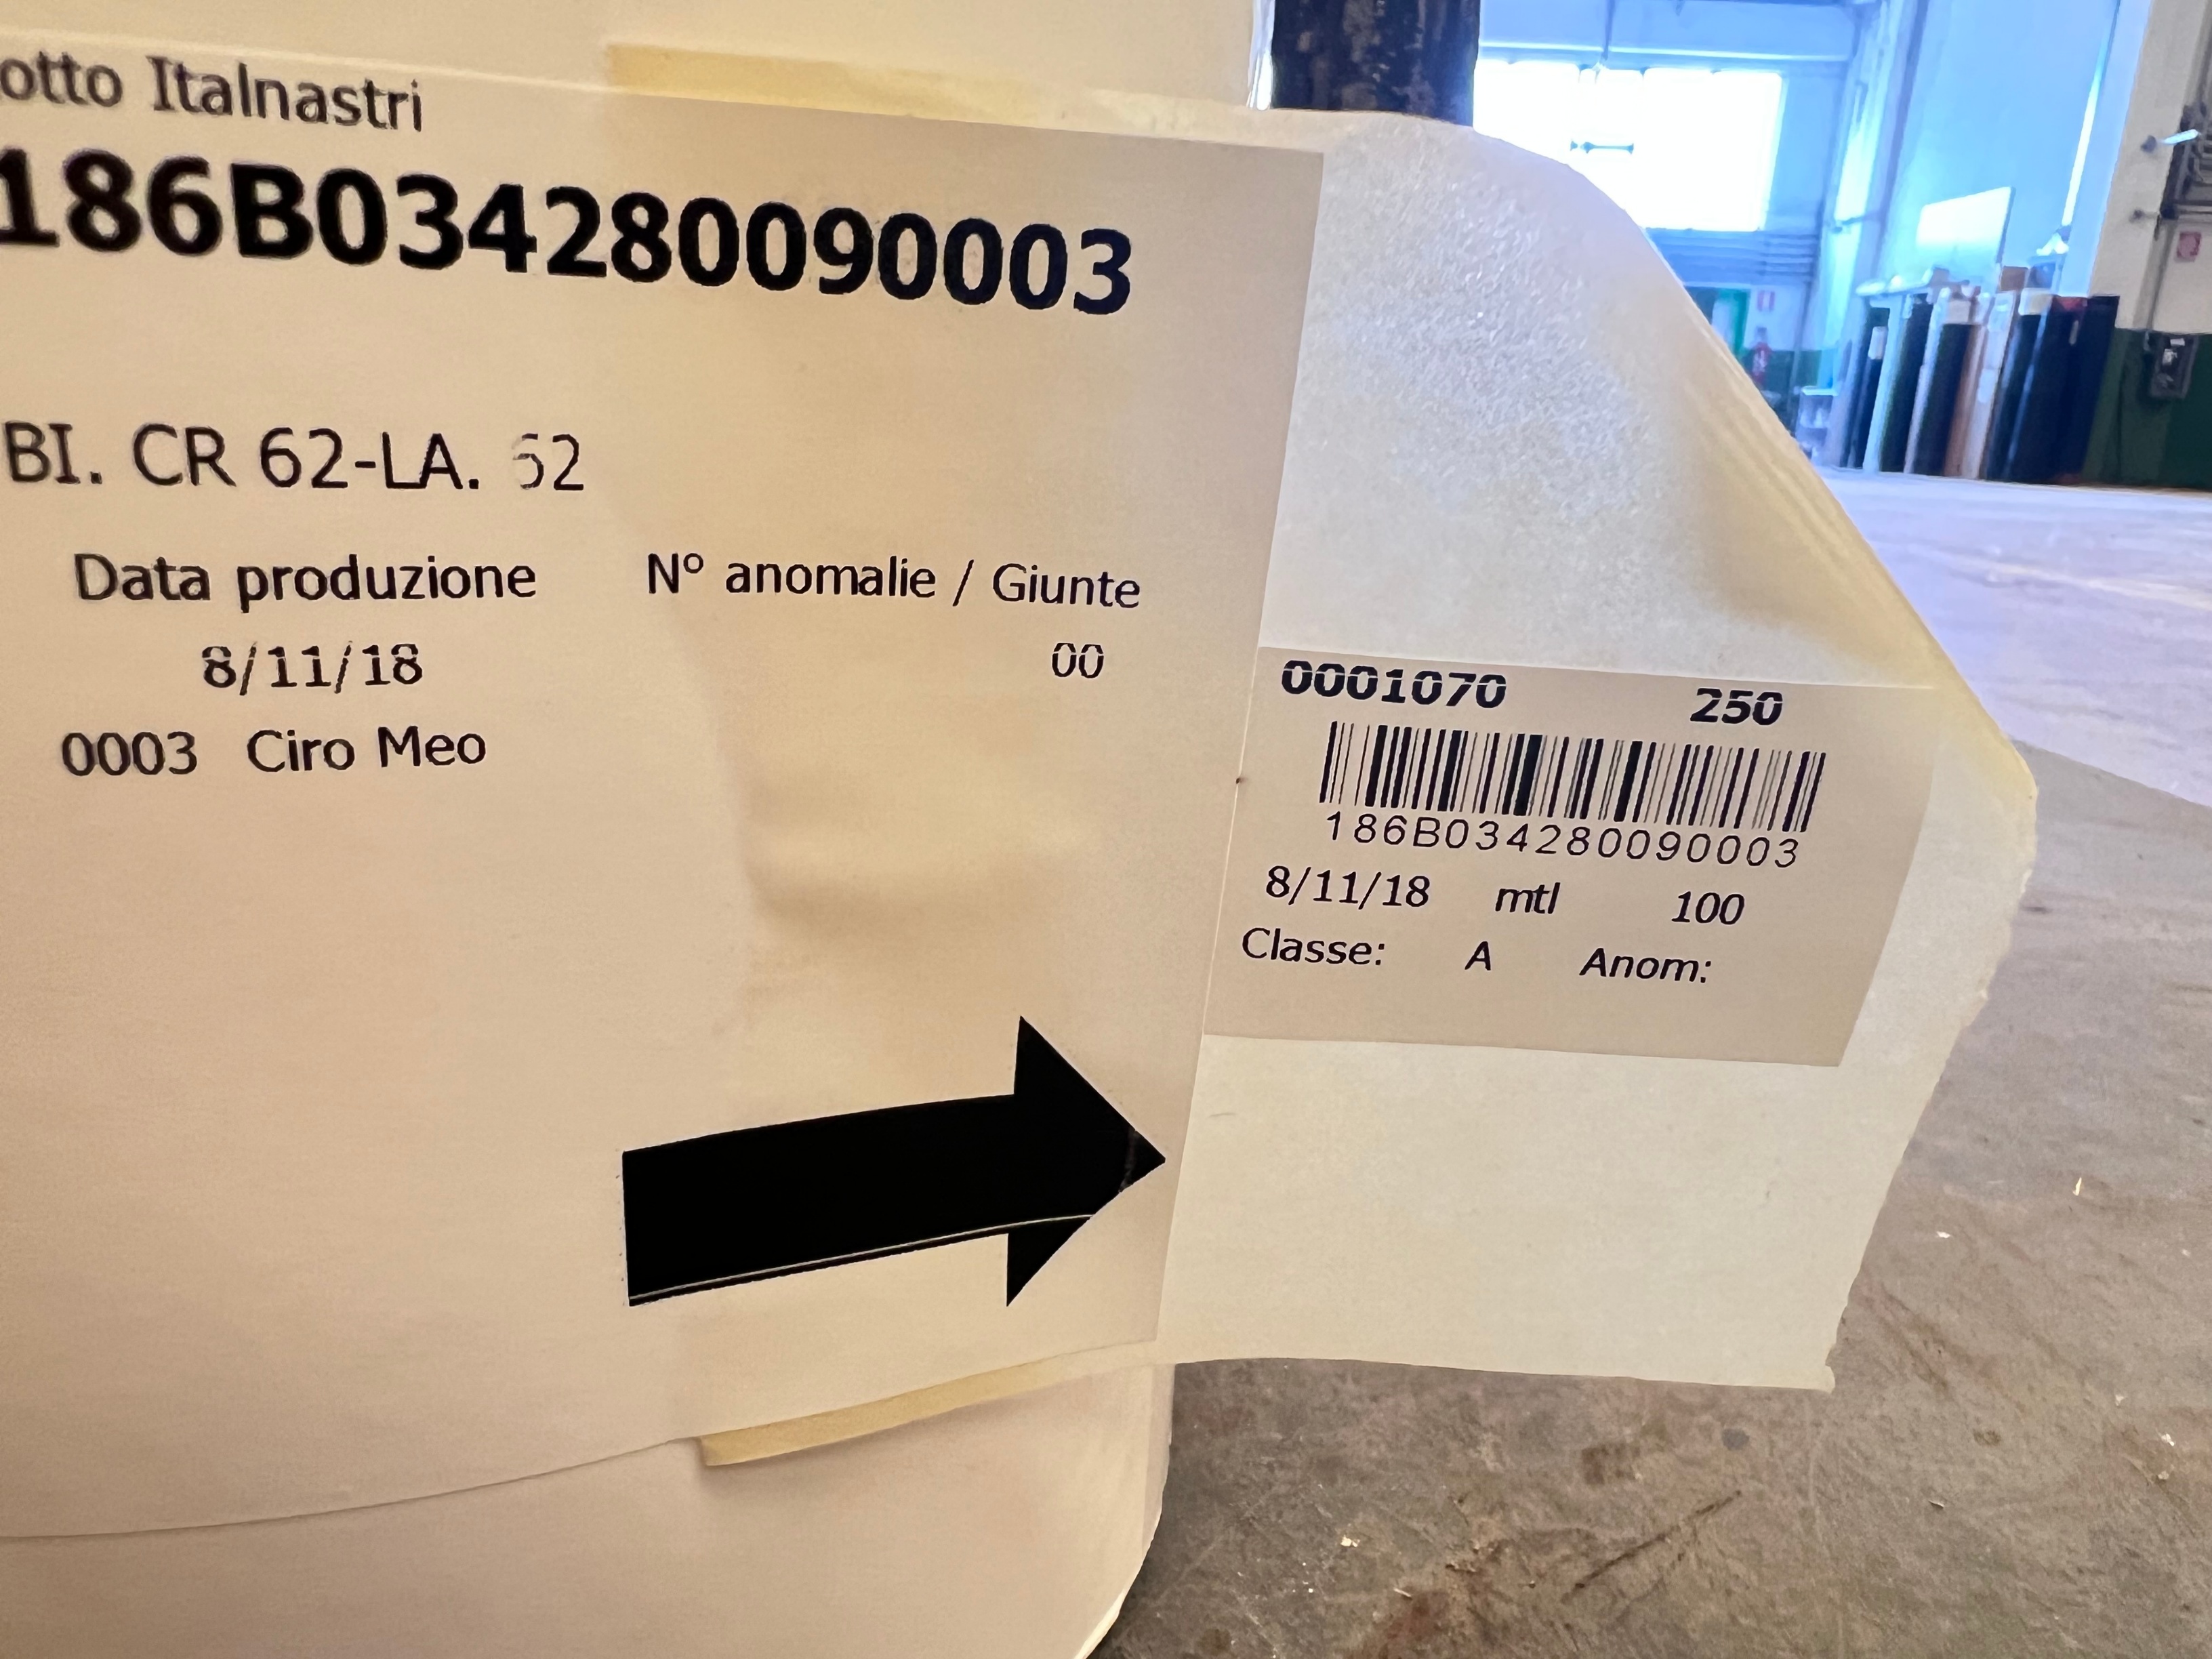 otto Italnastri
186B034280090003
BI. CR 62-LA. 52
Data produzione N° anomalie / Giunte
8/11/18 00
0003 Ciro Meo
0001070 250
186B034280090003
8/11/18 mtl 100
Classe: A Anom: